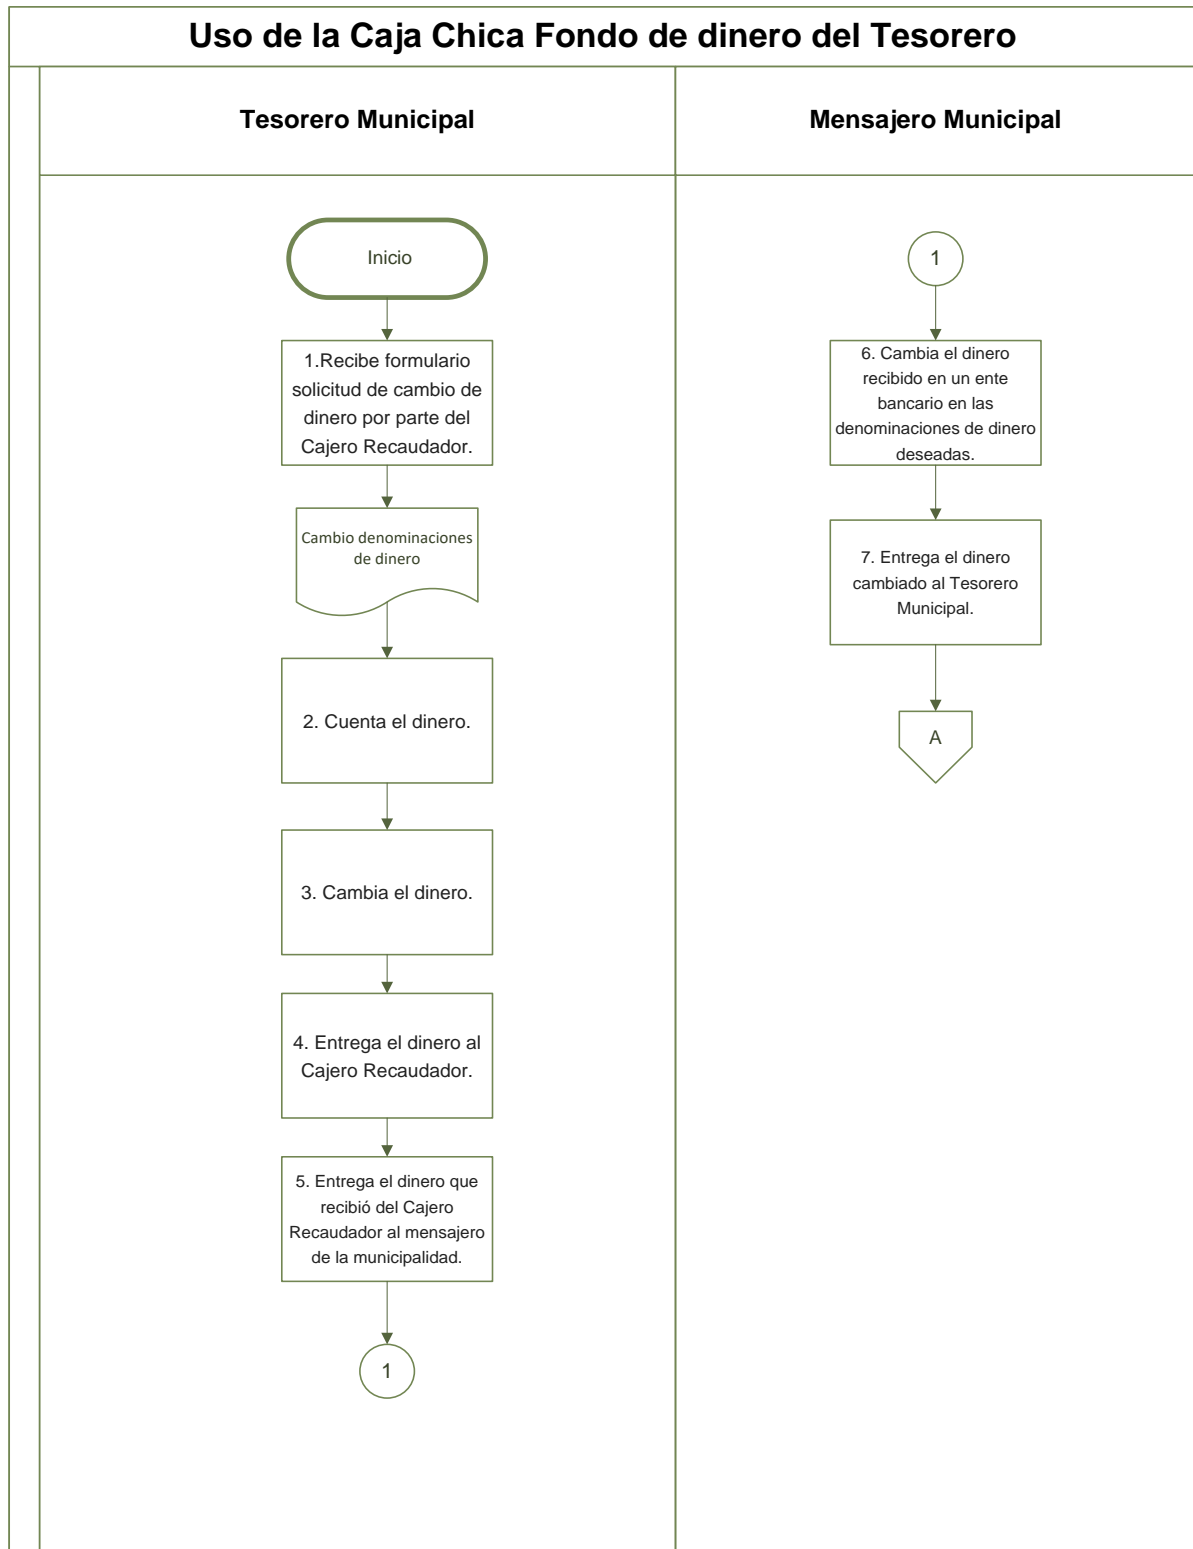 Uso de la Caja Chica Fondo de dinero del Tesorero
Tesorero Municipal
Mensajero Municipal
Inicio
1.Recibe formulario
solicitud de cambio de
dinero por parte del
Cajero Recaudador.
Cambio denominaciones
de dinero
2. Cuenta el dinero.
3. Cambia el dinero.
4. Entrega el dinero al
Cajero Recaudador.
5. Entrega el dinero que
recibió del Cajero
Recaudador al mensajero
de la municipalidad.
1
1
6. Cambia el dinero
recibido en un ente
bancario en las
denominaciones de dinero
deseadas.
7. Entrega el dinero
cambiado al Tesorero
Municipal.
A